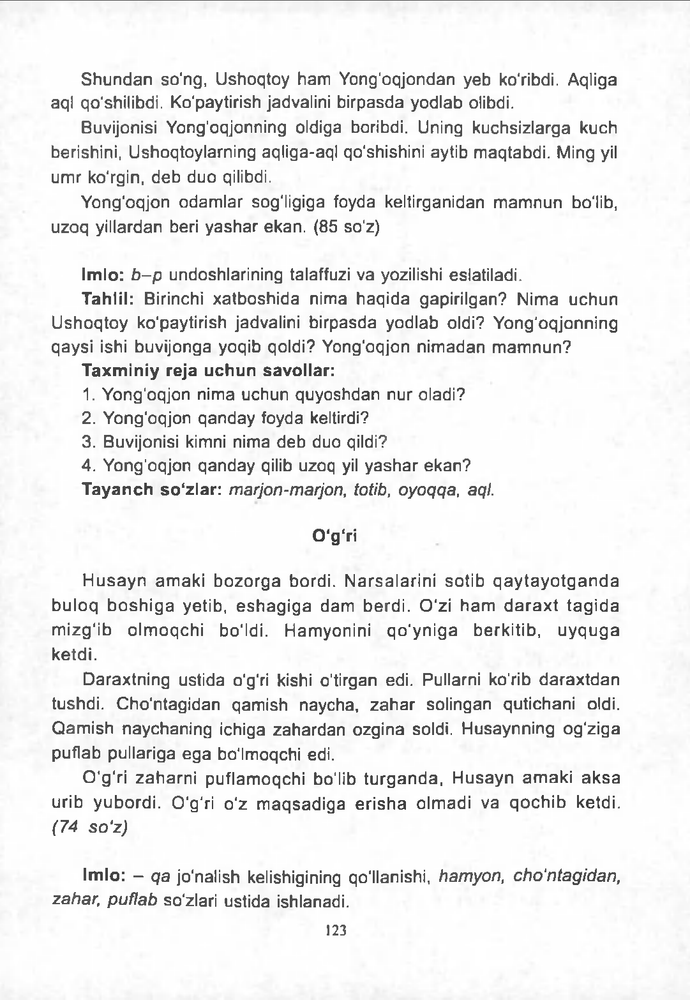 Shundan so‘ng, Ushoqtoy ham Yong‘oqjondan yeb ko‘ribdi. Aqliga
aql qo‘shilibdi. Ko‘paytirish jadvalini birpasda yodlab olibdi.
Buvijonisi Yong‘oqjonning oldiga boribdi. Uning kuchsizlarga kuch
berishini, Ushoqtoylarning aqliga-aql qo‘shishini aytib maqtabdi. Ming yil
umr ko‘rgin, deb duo qilibdi.
Yong‘oqjon odamlar sog‘ligiga foyda keltirganidan mamnun bo‘lib,
uzoq yillardan beri yashar ekan. (85 so‘z)
Imlo: b–p undoshlarining talaffuzi va yozilishi eslatiladi.
Tahlil: Birinchi xatboshida nima haqida gapirilgan? Nima uchun
Ushoqtoy ko‘paytirish jadvalini birpasda yodlab oldi? Yong‘oqjonning
qaysi ishi buvijonga yoqib qoldi? Yong‘oqjon nimadan mamnun?
Taxminiy reja uchun savollar:
1. Yong‘oqjon nima uchun quyoshdan nur oladi?
2. Yong‘oqjon qanday foyda keltirdi?
3. Buvijonisi kimni nima deb duo qildi?
4. Yong‘oqjon qanday qilib uzoq yil yashar ekan?
Tayanch so‘zlar: marjon-marjon, totib, oyoqqa, aql.
O‘g‘ri
Husayn amaki bozorga bordi. Narsalarini sotib qaytayotganda
buloq boshiga yetib, eshagiga dam berdi. O‘zi ham daraxt tagida
mizg‘ib olmoqchi bo‘ldi. Hamyonini qo‘yniga berkitib, uyquga
ketdi.
Daraxtning ustida o‘g‘ri kishi o‘tirgan edi. Pullarni ko‘rib daraxtdan
tushdi. Cho‘ntagidan qamish naycha, zahar solingan qutichani oldi.
Qamish naychaning ichiga zahardan ozgina soldi. Husaynning og‘ziga
puflab pullariga ega bo‘lmoqchi edi.
O‘g‘ri zaharni puflamoqchi bo‘lib turganda, Husayn amaki aksa
urib yubordi. O‘g‘ri o‘z maqsadiga erisha olmadi va qochib ketdi.
(74 so‘z)
Imlo: – qa jo‘nalish kelishigining qo‘llanishi, hamyon, cho‘ntagidan,
zahar, puflab so‘zlari ustida ishlanadi.
123